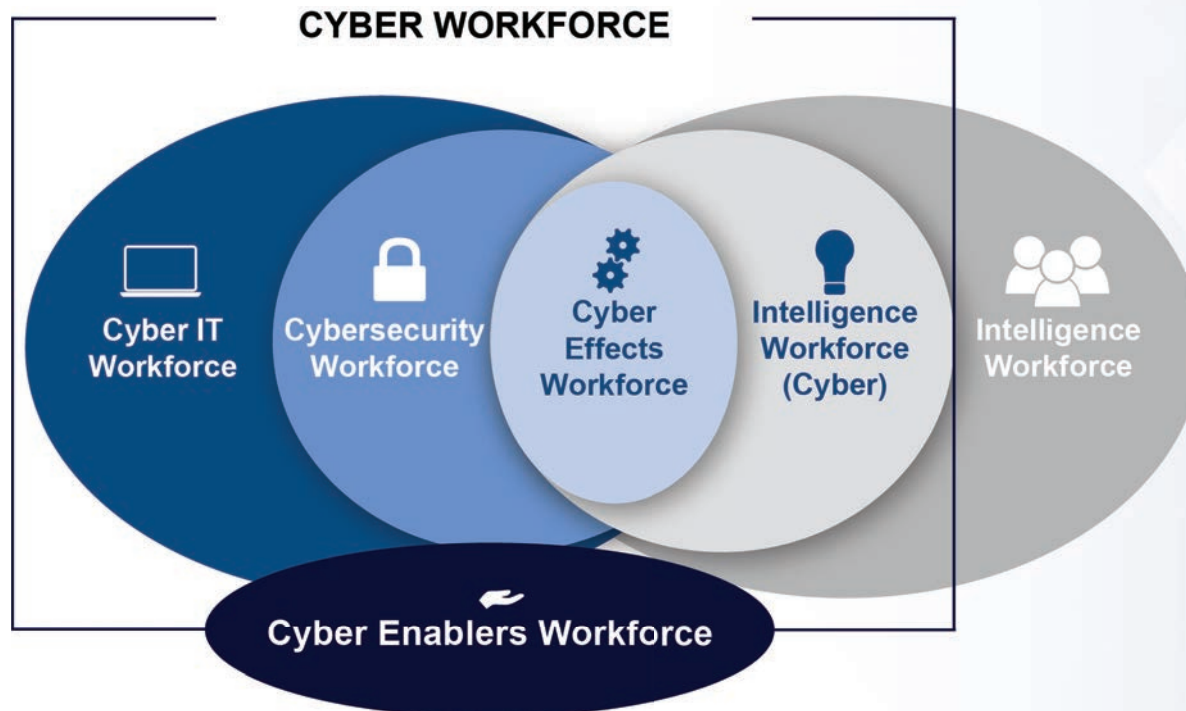 CYBER WORKFORCE
Cyber IT
Workforce
Cybersecurity
Workforce
Cyber
Effects
Workforce
Intelligence
Workforce
(Cyber)
Intelligence
Workforce
Cyber Enablers Workforce